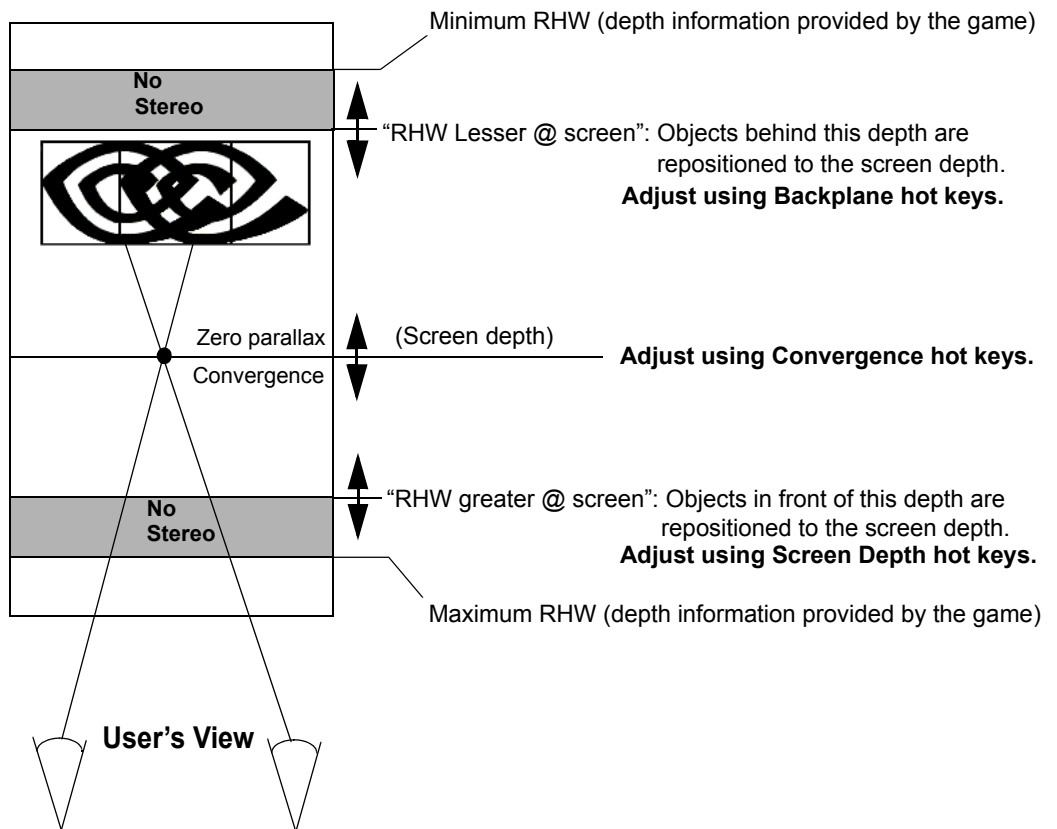 Minimum RHW (depth information provided by the game)
No
Stereo
“RHW Lesser @ screen”: Objects behind this depth are
repositioned to the screen depth.
Adjust using Backplane hot keys.
Zero parallax
(Screen depth)
Adjust using Convergence hot keys.
Convergence
“RHW greater @ screen”: Objects in front of this depth are
No
Stereo
repositioned to the screen depth.
Adjust using Screen Depth hot keys.
Maximum RHW (depth information provided by the game)
User’s View